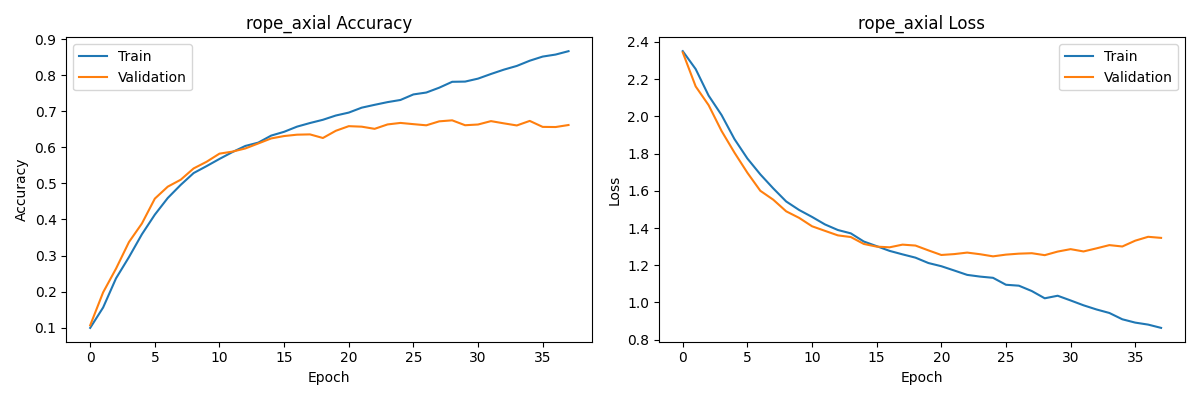 rope_axial Accuracy
Train
Validation
Accuracy
0.9
0.8
0.7
0.6
0.5
0.4
0.3
0.2
0.1
0 5 10 15 20 25 30 35
Epoch
rope_axial Loss
Train
Validation
Loss
2.4
2.2
2.0
1.8
1.6
1.4
1.2
1.0
0.8
0 5 10 15 20 25 30 35
Epoch